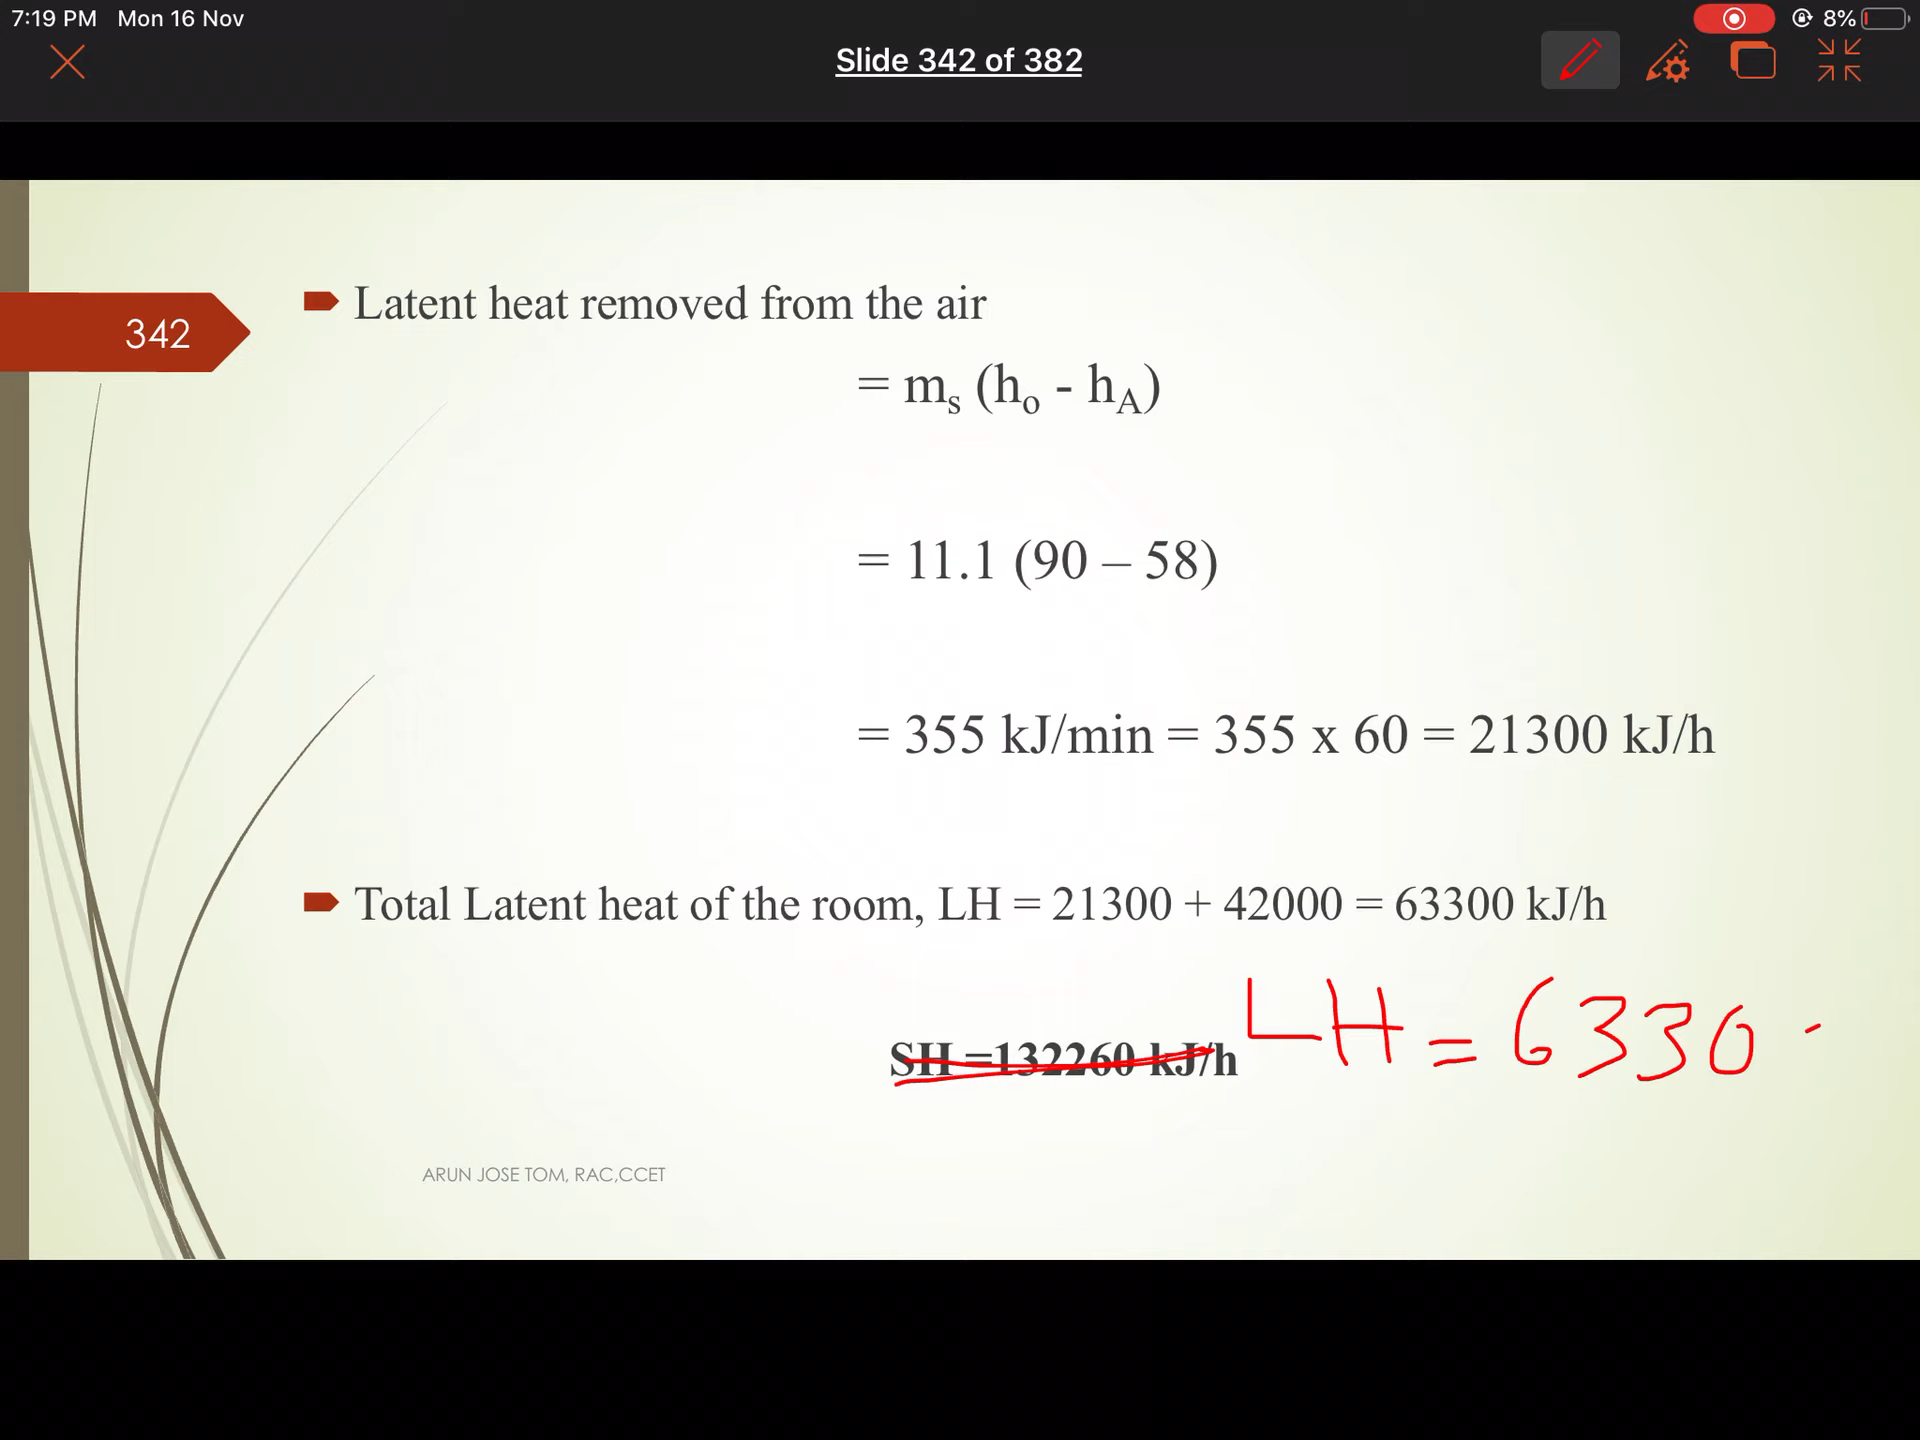 7:19 PM Mon 16 Nov
8%
Slide 342 of 382
342
Latent heat removed from the air
= mₛ (hₒ - h_A)
= 11.1 (90 – 58)
= 355 kJ/min = 355 x 60 = 21300 kJ/h
Total Latent heat of the room, LH = 21300 + 42000 = 63300 kJ/h
SH =132260 kJ/h LH = 6330
ARUN JOSE TOM, RAC,CCET